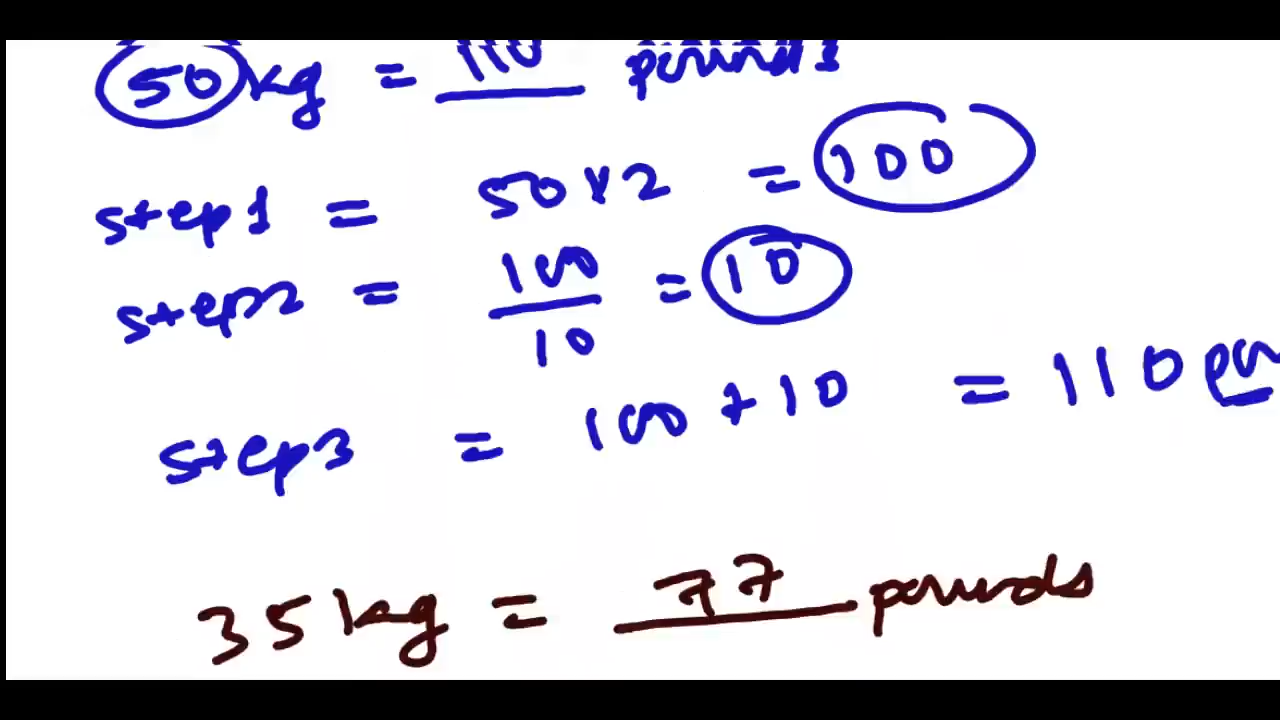 50 kg = 110 pounds
step1 = 50 x 2 = 100
step2 = 100/10 = 10
step3 = 100 + 10 = 110
35 kg = 77 pounds